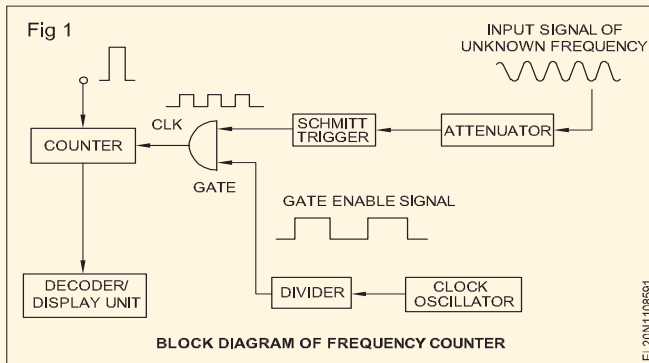 Fig 1
INPUT SIGNAL OF
UNKNOWN FREQUENCY
CLK
SCHMITT
TRIGGER
ATTENUATOR
COUNTER
GATE
GATE ENABLE SIGNAL
DECODER/
DISPLAY UNIT
DIVIDER
CLOCK
OSCILLATOR
BLOCK DIAGRAM OF FREQUENCY COUNTER
EL20N1108591